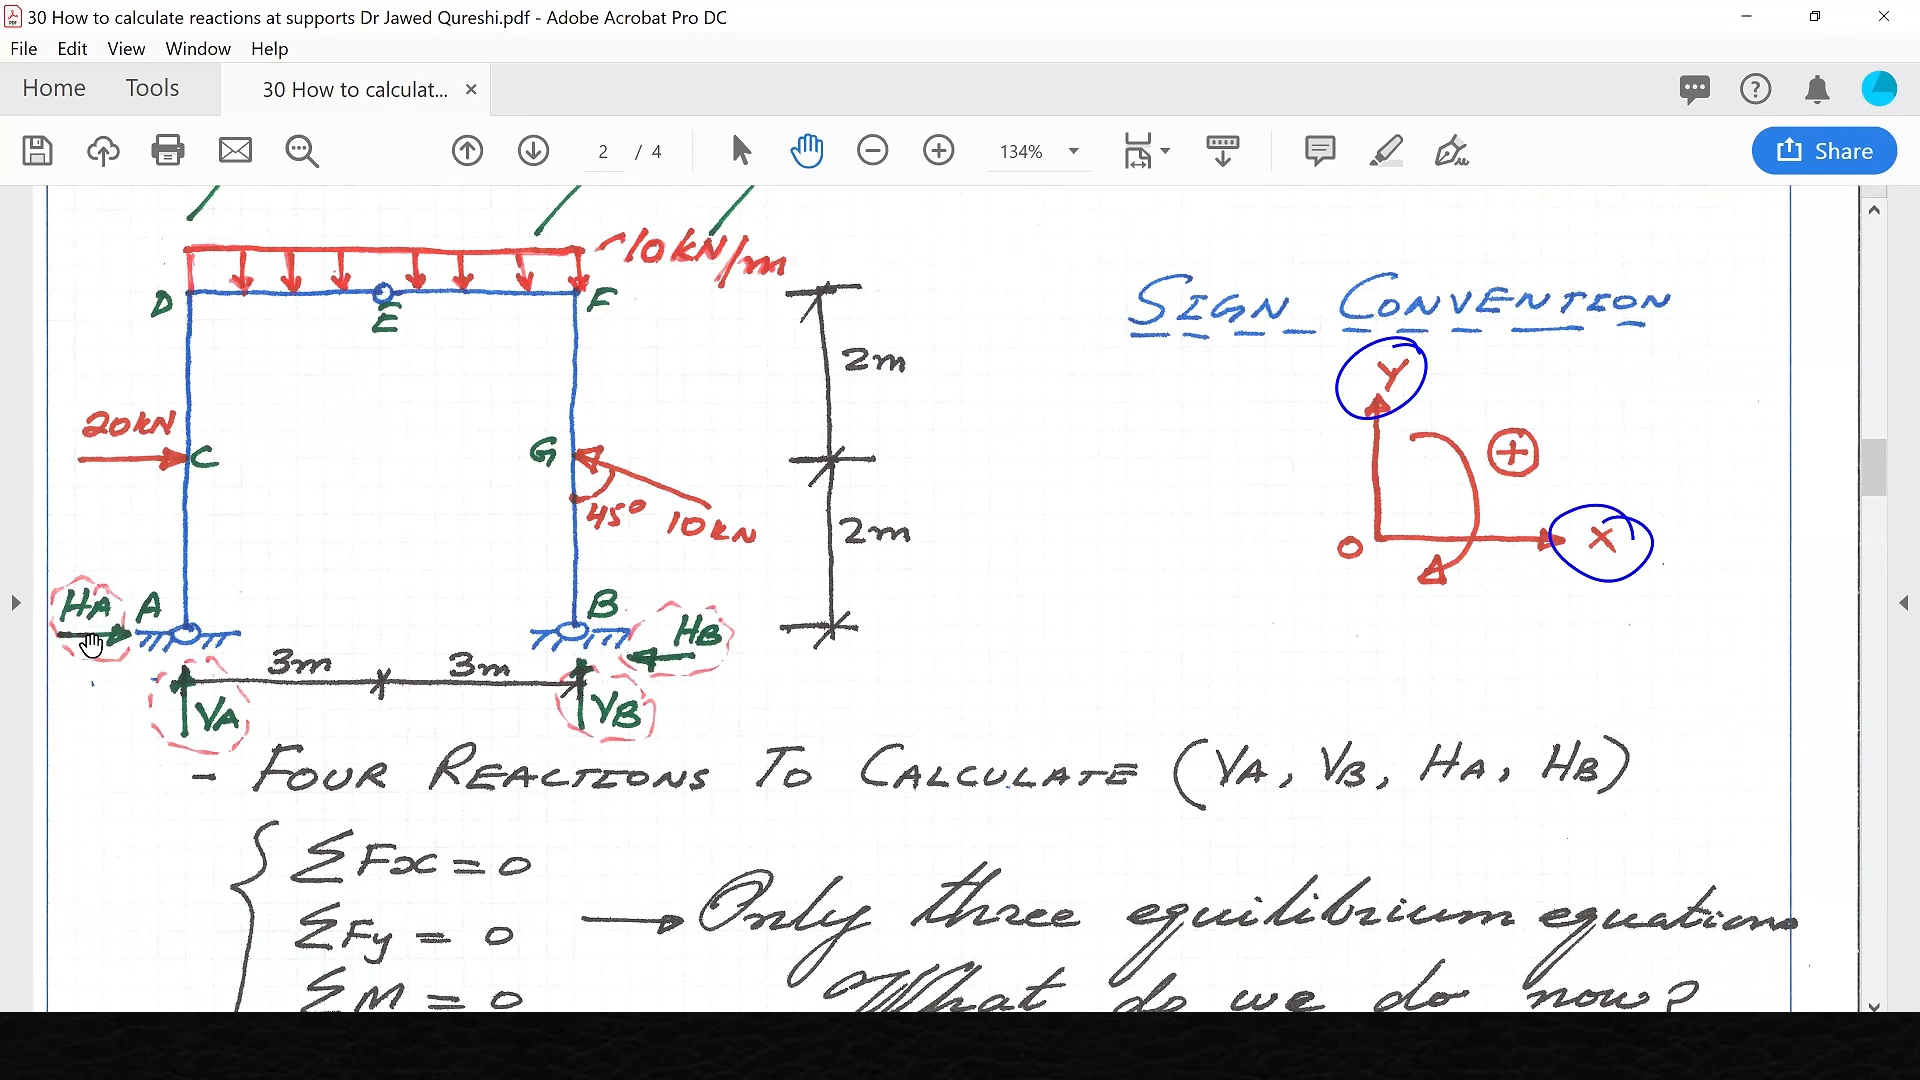 30 How to calculate reactions at supports Dr Jawed Qureshi.pdf - Adobe Acrobat Pro DC
File Edit View Window Help
Home Tools 30 How to calculat... ×
2 / 4 134% Share
10 kN/m
D E F
SIGN CONVENTION
Y
2m
20kN
C G
+
45° 10kN
2m
O X
HA A B HB
3m 3m
VA VB
- FOUR REACTIONS TO CALCULATE (VA, VB, HA, HB)
ΣFx = 0
ΣFy = 0 → Only three equilibrium equations
ΣM = 0 What do we do now?